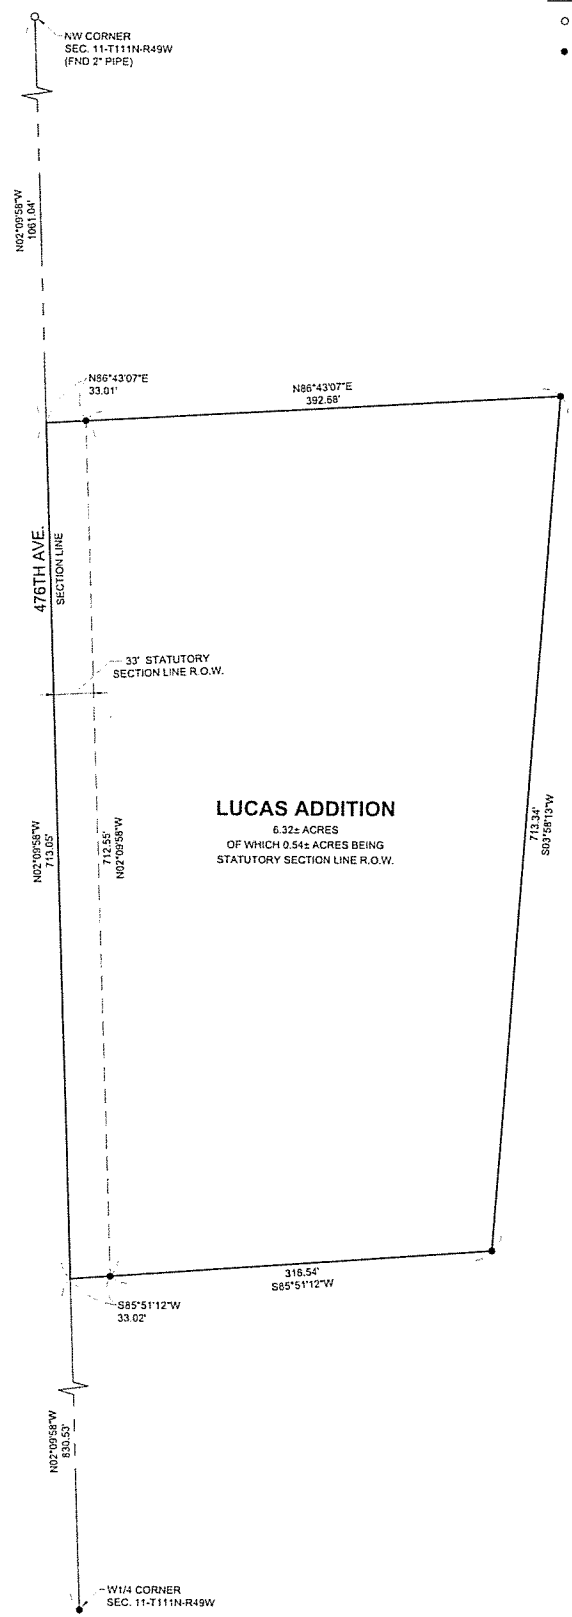 NW CORNER
SEC. 11-T111N-R49W
(FND 2" PIPE)
N02°09'58"W
1061.04'
N86°43'07"E
33.01'
N86°43'07"E
392.68'
476TH AVE.
SECTION LINE
33' STATUTORY
SECTION LINE R.O.W.
LUCAS ADDITION
6.32± ACRES
OF WHICH 0.54± ACRES BEING
STATUTORY SECTION LINE R.O.W.
N02°09'58"W
713.05'
712.55'
N02°09'58"W
713.34'
S03°58'13"W
316.54'
S85°51'12"W
S85°51'12"W
33.02'
N02°09'58"W
830.53'
W1/4 CORNER
SEC. 11-T111N-R49W